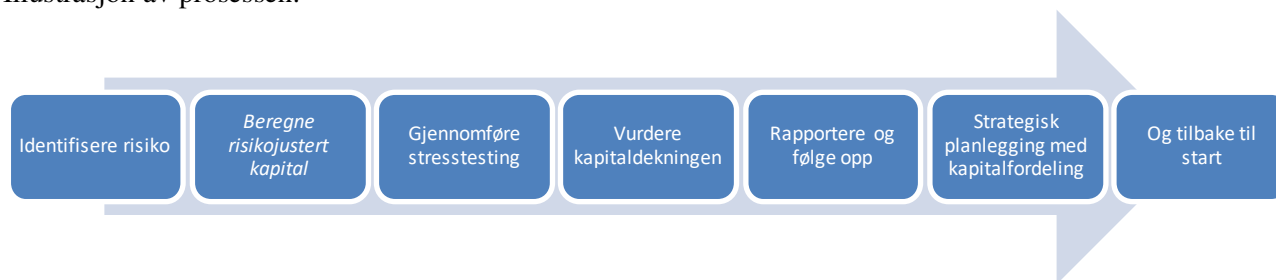 Illustrasjon av prosessen:
Identifisere risiko
Beregne
risikojustert
kapital
Gjennomføre
stresstesting
Vurdere
kapitaldekningen
Rapportere og
følge opp
Strategisk
planlegging med
kapitalfordeling
Og tilbake til
start